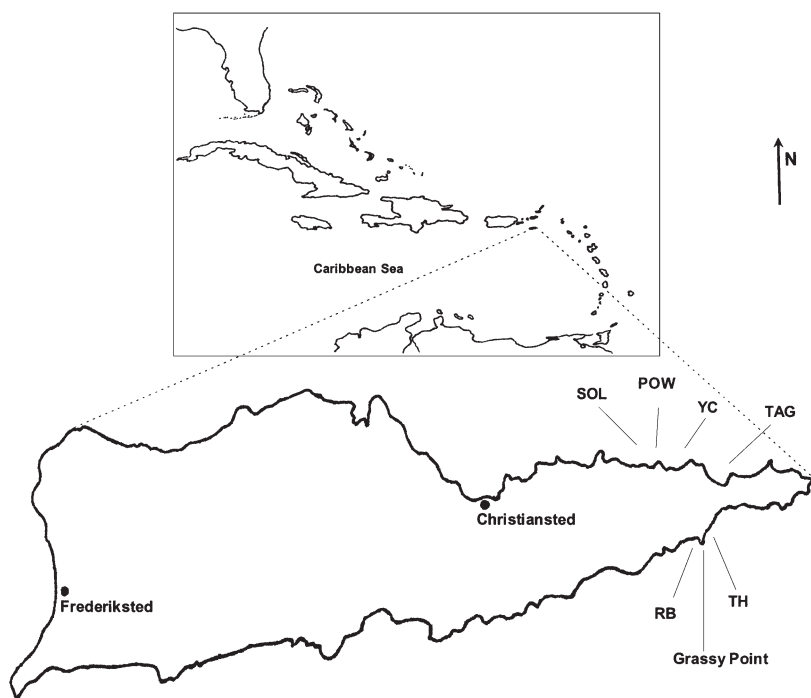 N
Caribbean Sea
SOL
POW
YC
TAG
Christiansted
Frederiksted
RB
TH
Grassy Point